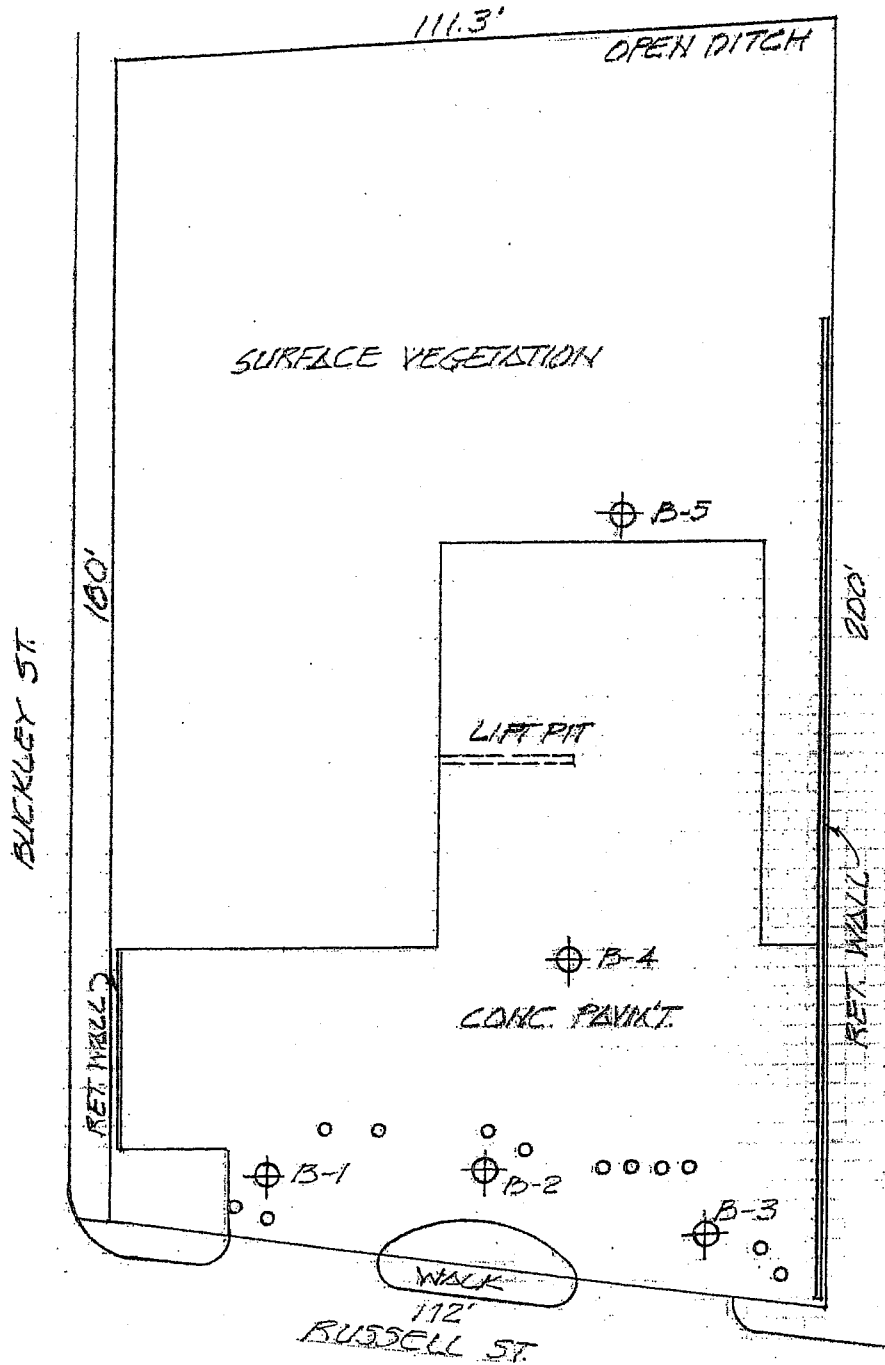 111.3'
OPEN DITCH
SURFACE VEGETATION
B-5
180'
200'
BUCKLEY ST.
LIFT PIT
B-4
CONC. PAVM'T.
RET. WALL
RET. WALL
B-1
B-2
B-3
WALK
112'
RUSSELL ST.